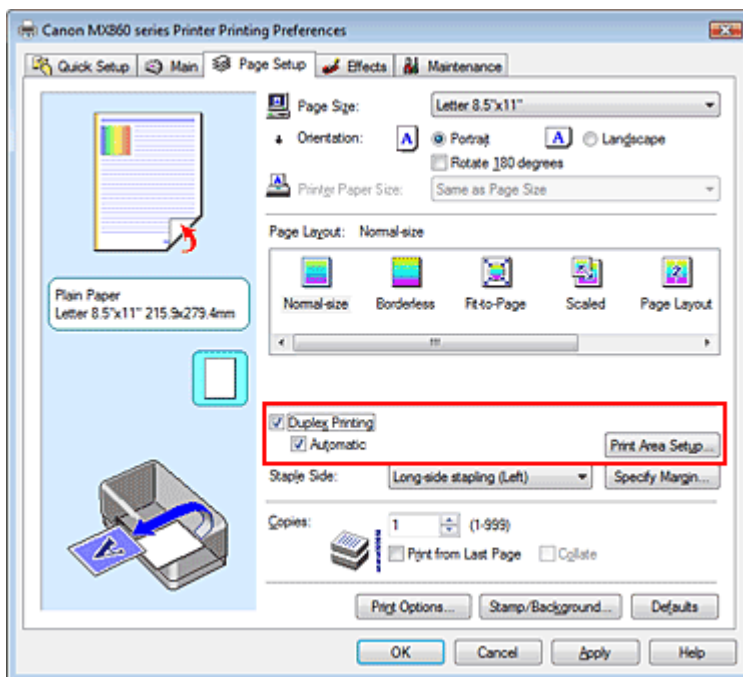 Canon MX860 series Printer Printing Preferences
Quick Setup Main Page Setup Effects Maintenance
Page Size: Letter 8.5"x11"
Orientation: A Portrait A Landscape
Rotate 180 degrees
Printer Paper Size: Same as Page Size
Page Layout: Normal-size
Normal-size Borderless Fit-to-Page Scaled Page Layout
Plain Paper
Letter 8.5"x11" 215.9x279.4mm
Duplex Printing
Automatic Print Area Setup...
Staple Side: Long-side stapling (Left) Specify Margin...
Copies: 1 (1-999)
Print from Last Page Collate
Print Options... Stamp/Background... Defaults
OK Cancel Apply Help